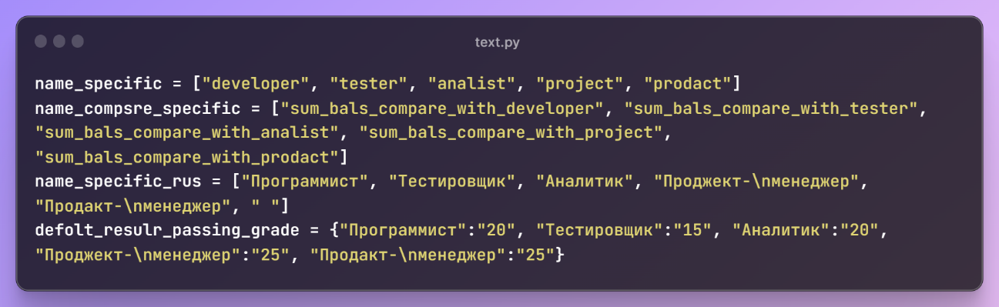 text.py
name_specific = ["developer", "tester", "analist", "project", "prodact"]
name_compsre_specific = ["sum_bals_compare_with_developer", "sum_bals_compare_with_tester",
"sum_bals_compare_with_analist", "sum_bals_compare_with_project",
"sum_bals_compare_with_prodact"]
name_specific_rus = ["Программист", "Тестировщик", "Аналитик", "Проджект-\nменеджер",
"Продакт-\nменеджер", " "]
defolt_resulr_passing_grade = {"Программист":"20", "Тестировщик":"15", "Аналитик":"20",
"Проджект-\nменеджер":"25", "Продакт-\nменеджер":"25"}